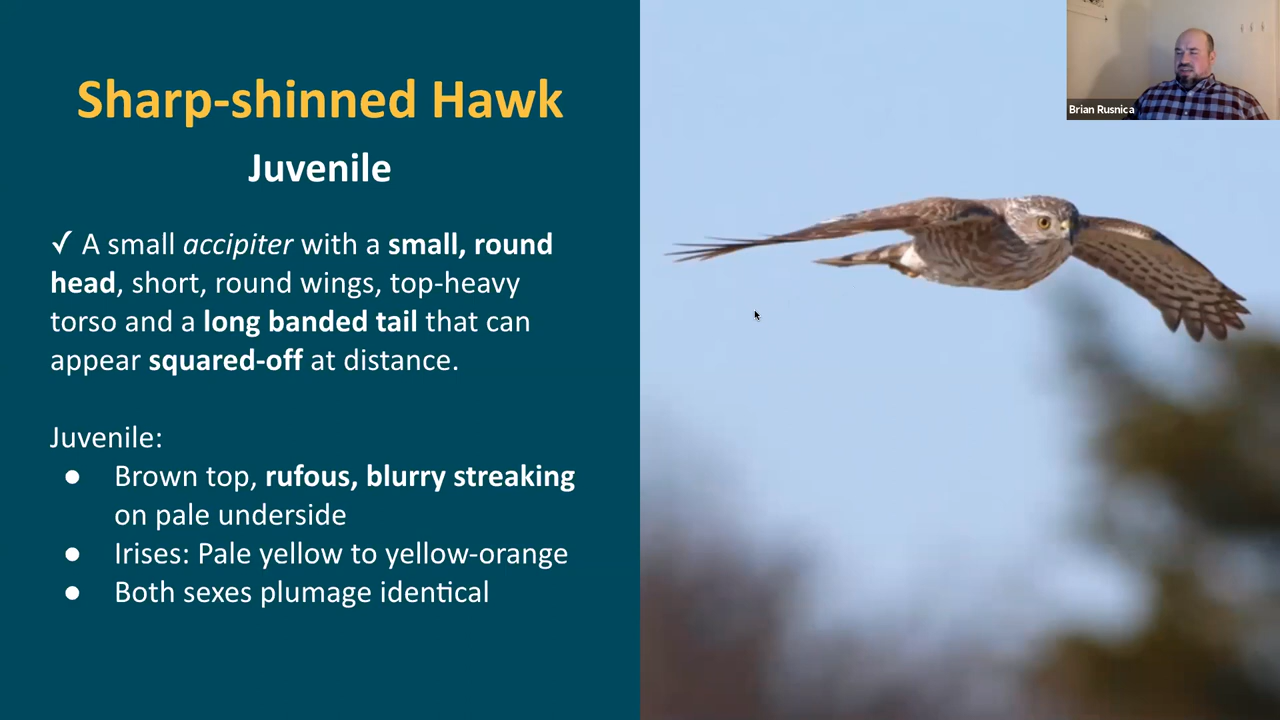 Sharp-shinned Hawk
Juvenile
✓ A small accipiter with a small, round
head, short, round wings, top-heavy
torso and a long banded tail that can
appear squared-off at distance.
Juvenile:
● Brown top, rufous, blurry streaking
on pale underside
● Irises: Pale yellow to yellow-orange
● Both sexes plumage identical
Brian Rusnica